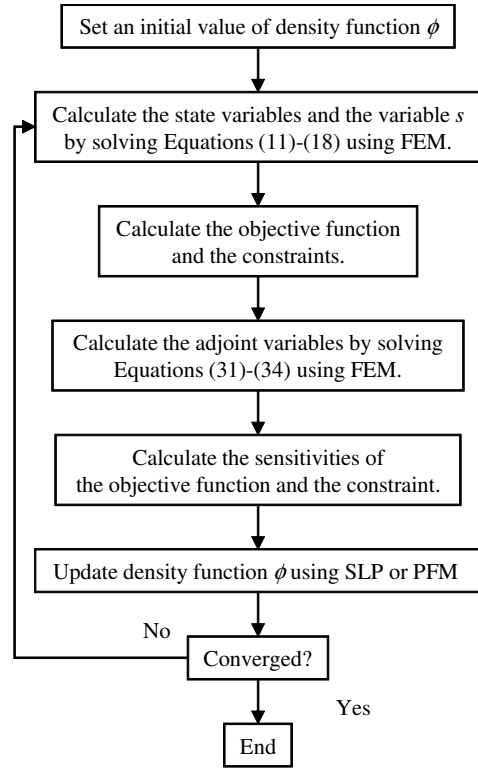 Set an initial value of density function ϕ
Calculate the state variables and the variable s
by solving Equations (11)-(18) using FEM.
Calculate the objective function
and the constraints.
Calculate the adjoint variables by solving
Equations (31)-(34) using FEM.
Calculate the sensitivities of
the objective function and the constraint.
Update density function ϕ using SLP or PFM
No
Converged?
Yes
End